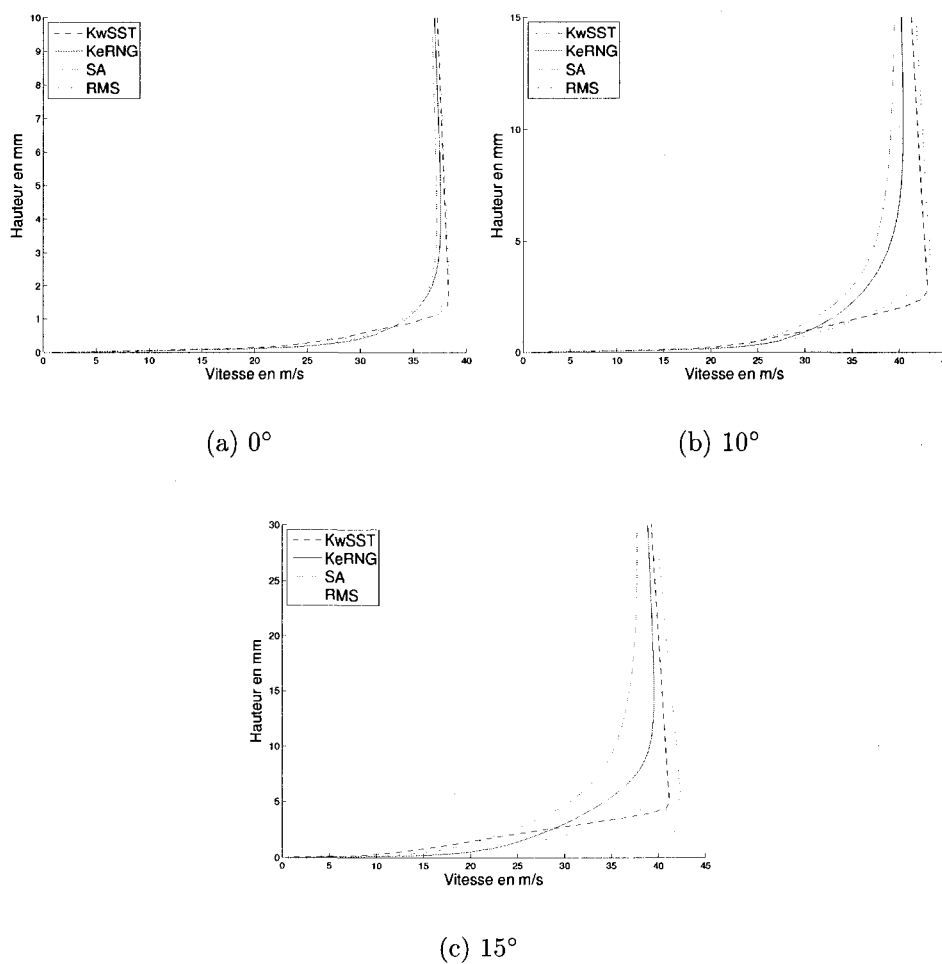 KwSST
KeRNG
SA
RMS
10
9
8
7
6
5
4
3
2
1
0
Hauteur en mm
0 5 10 15 20 25 30 35 40
Vitesse en m/s
(a) 0°
KwSST
KeRNG
SA
RMS
15
10
5
0
Hauteur en mm
0 5 10 15 20 25 30 35 40
Vitesse en m/s
(b) 10°
KwSST
KeRNG
SA
RMS
30
25
20
15
10
5
0
Hauteur en mm
0 5 10 15 20 25 30 35 40 45
Vitesse en m/s
(c) 15°